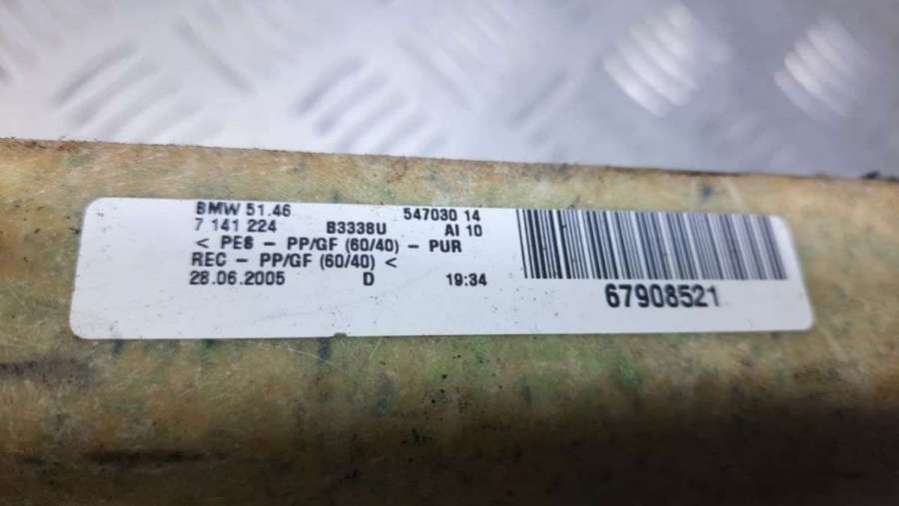 BMW 51.46 547030 14
7 141 224 B3338U AI 10
< PES - PP/GF (60/40) - PUR
REC - PP/GF (60/40) <
28.06.2005 D 19:34
67908521